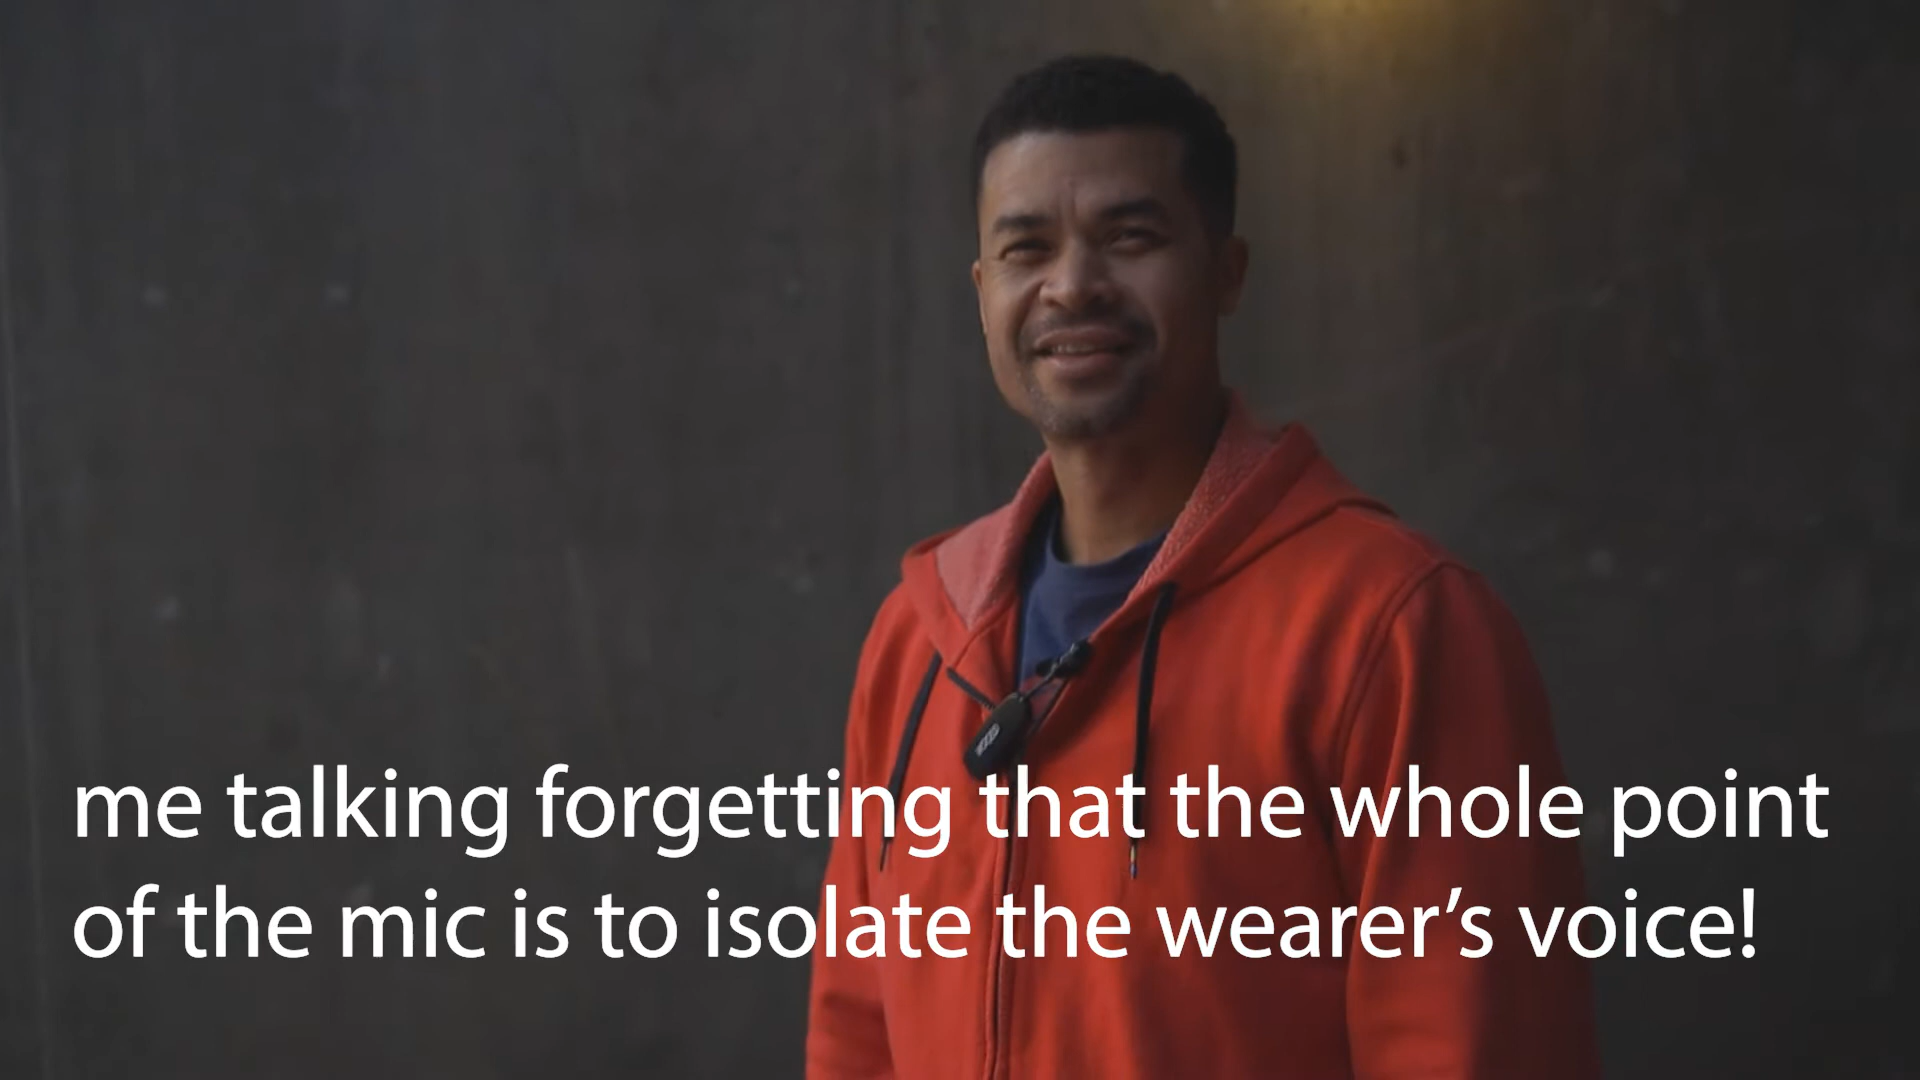 me talking forgetting that the whole point
of the mic is to isolate the wearer’s voice!